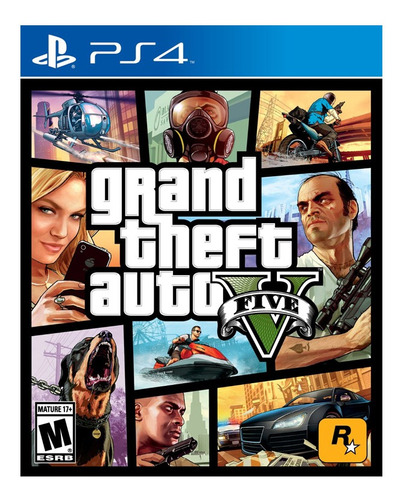 PS4
grand
theft
auto
V
FIVE
MATURE 17+
M
ESRB
R